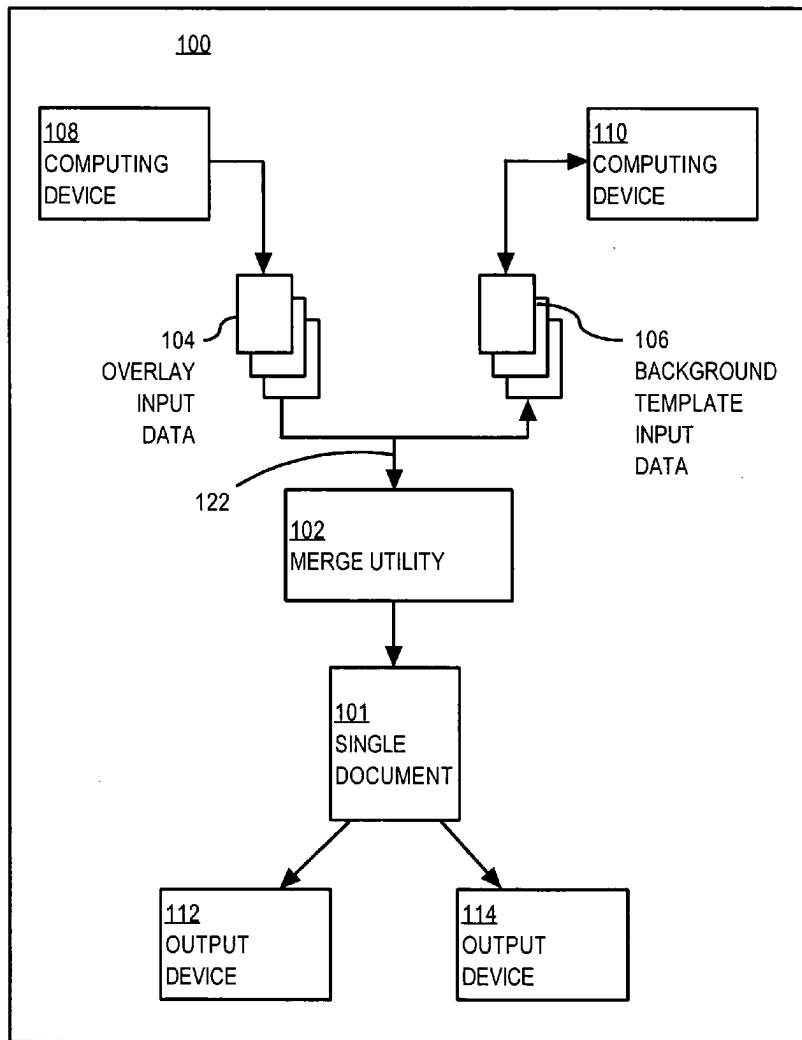 100
108
COMPUTING
DEVICE
110
COMPUTING
DEVICE
104
OVERLAY
INPUT
DATA
106
BACKGROUND
TEMPLATE
INPUT
DATA
122
102
MERGE UTILITY
101
SINGLE
DOCUMENT
112
OUTPUT
DEVICE
114
OUTPUT
DEVICE